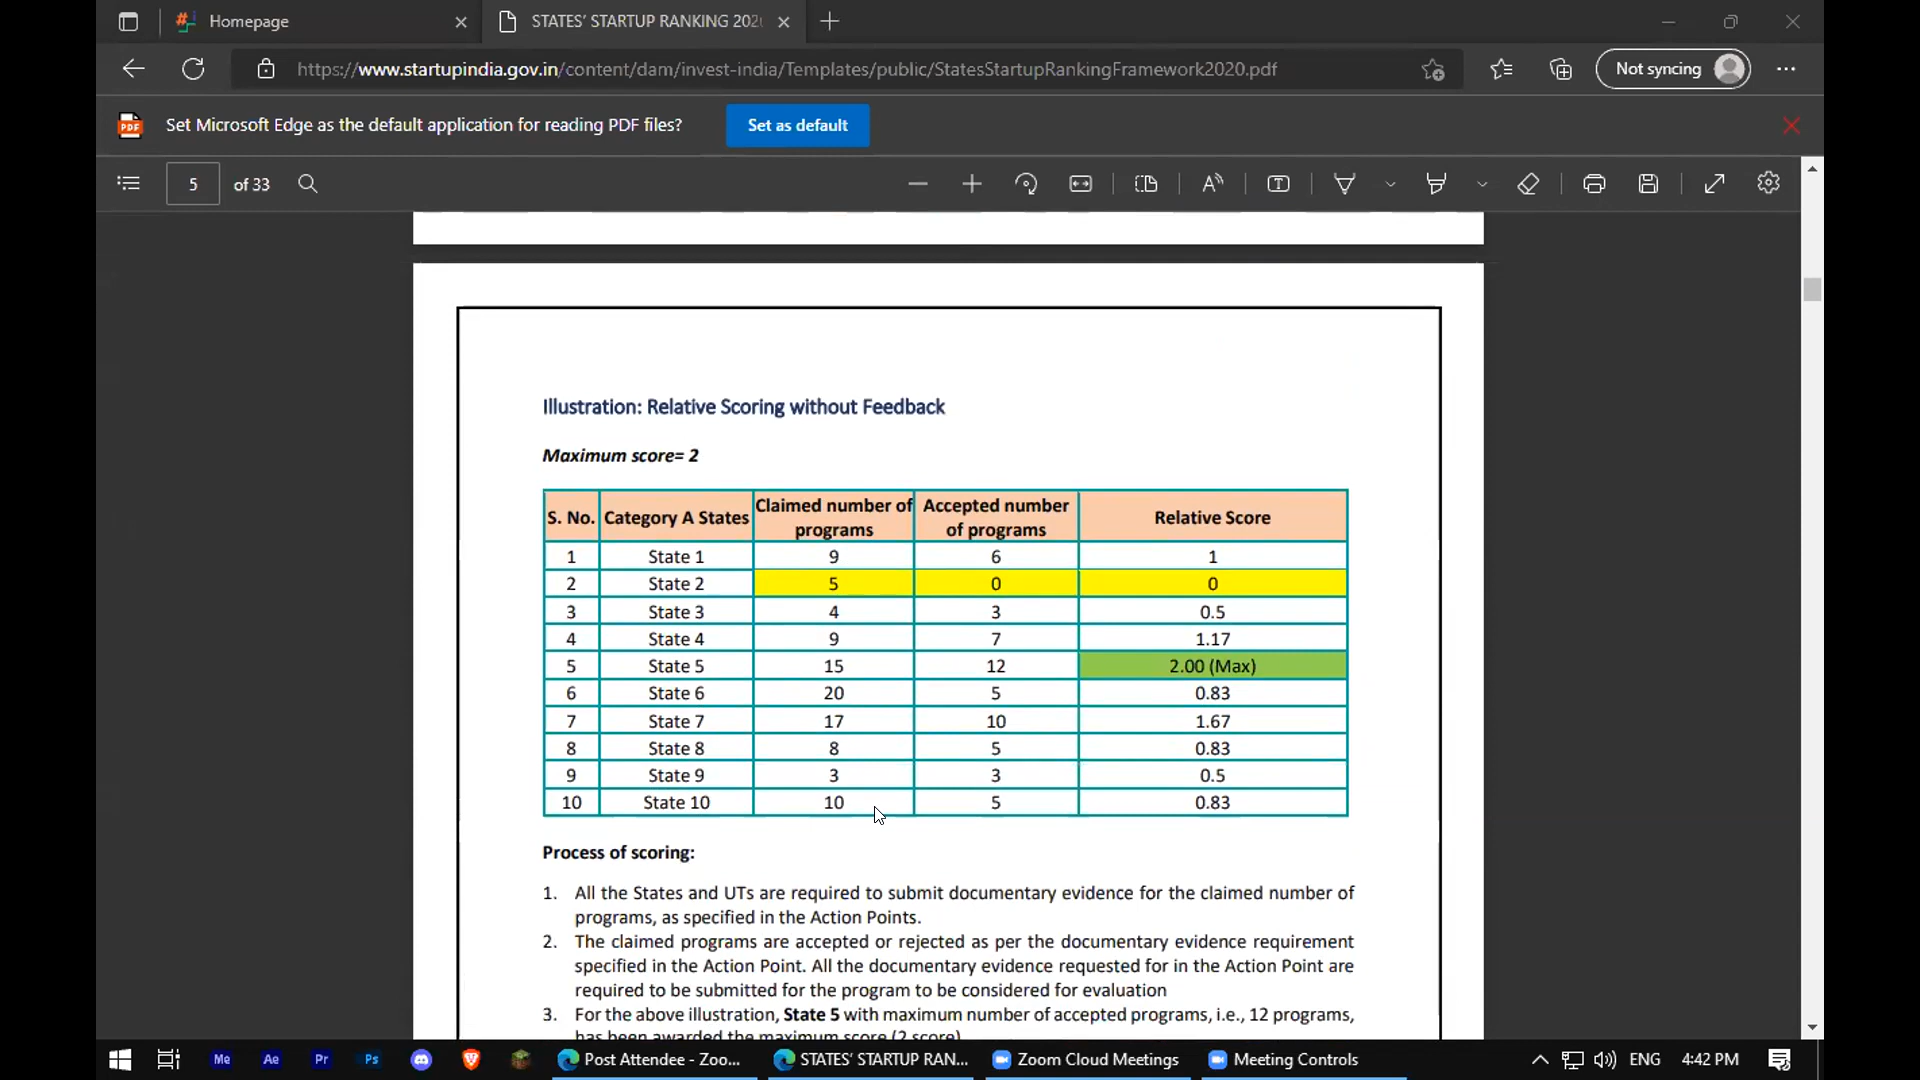 Homepage
STATES' STARTUP RANKING 202
https://www.startupindia.gov.in/content/dam/invest-india/Templates/public/StatesStartupRankingFramework2020.pdf
Not syncing
PDF
Set Microsoft Edge as the default application for reading PDF files?
Set as default
5 of 33
Illustration: Relative Scoring without Feedback
Maximum score= 2
S. No. Category A States Claimed number of programs Accepted number of programs Relative Score
1 State 1 9 6 1
2 State 2 5 0 0
3 State 3 4 3 0.5
4 State 4 9 7 1.17
5 State 5 15 12 2.00 (Max)
6 State 6 20 5 0.83
7 State 7 17 10 1.67
8 State 8 8 5 0.83
9 State 9 3 3 0.5
10 State 10 10 5 0.83
Process of scoring:
1. All the States and UTs are required to submit documentary evidence for the claimed number of
programs, as specified in the Action Points.
2. The claimed programs are accepted or rejected as per the documentary evidence requirement
specified in the Action Point. All the documentary evidence requested for in the Action Point are
required to be submitted for the program to be considered for evaluation
3. For the above illustration, State 5 with maximum number of accepted programs, i.e., 12 programs,
has been awarded the maximum score (2 score)
Me Ae Pr Ps Post Attendee - Zoo... STATES' STARTUP RAN... Zoom Cloud Meetings Meeting Controls ENG 4:42 PM